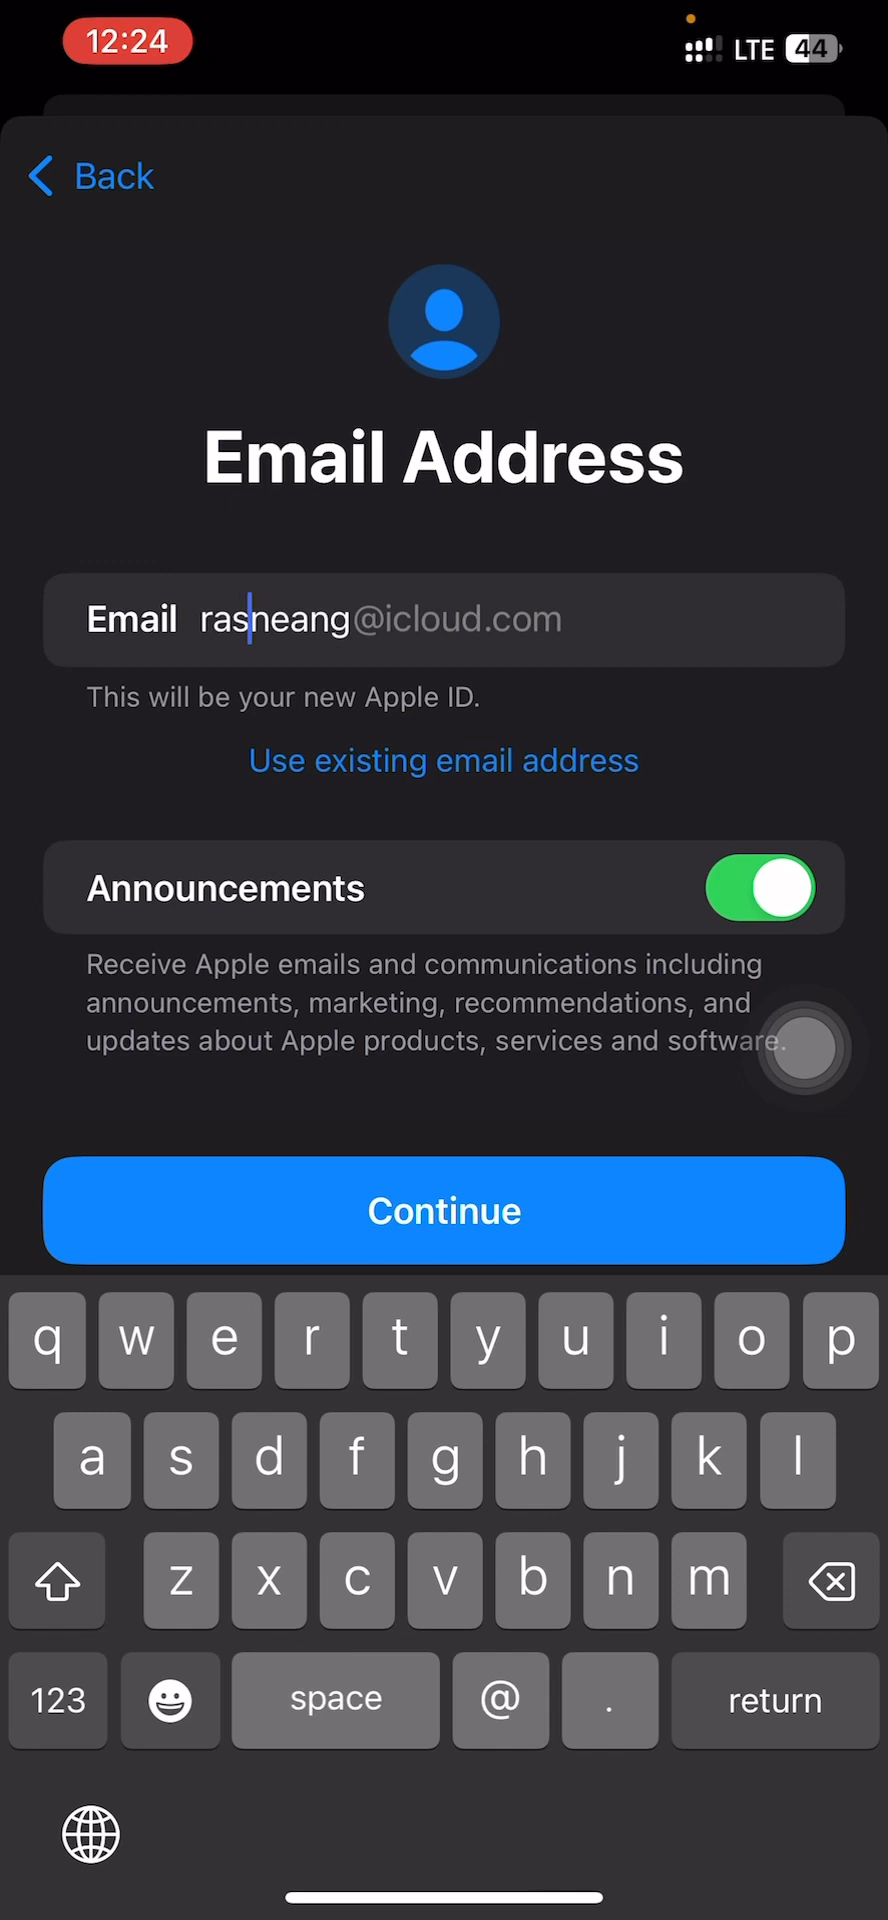 12:24
LTE 44
Back
Email Address
Email rasneang@icloud.com
This will be your new Apple ID.
Use existing email address
Announcements
Receive Apple emails and communications including
announcements, marketing, recommendations, and
updates about Apple products, services and software.
Continue
q w e r t y u i o p
a s d f g h j k l
z x c v b n m
123 space @ . return